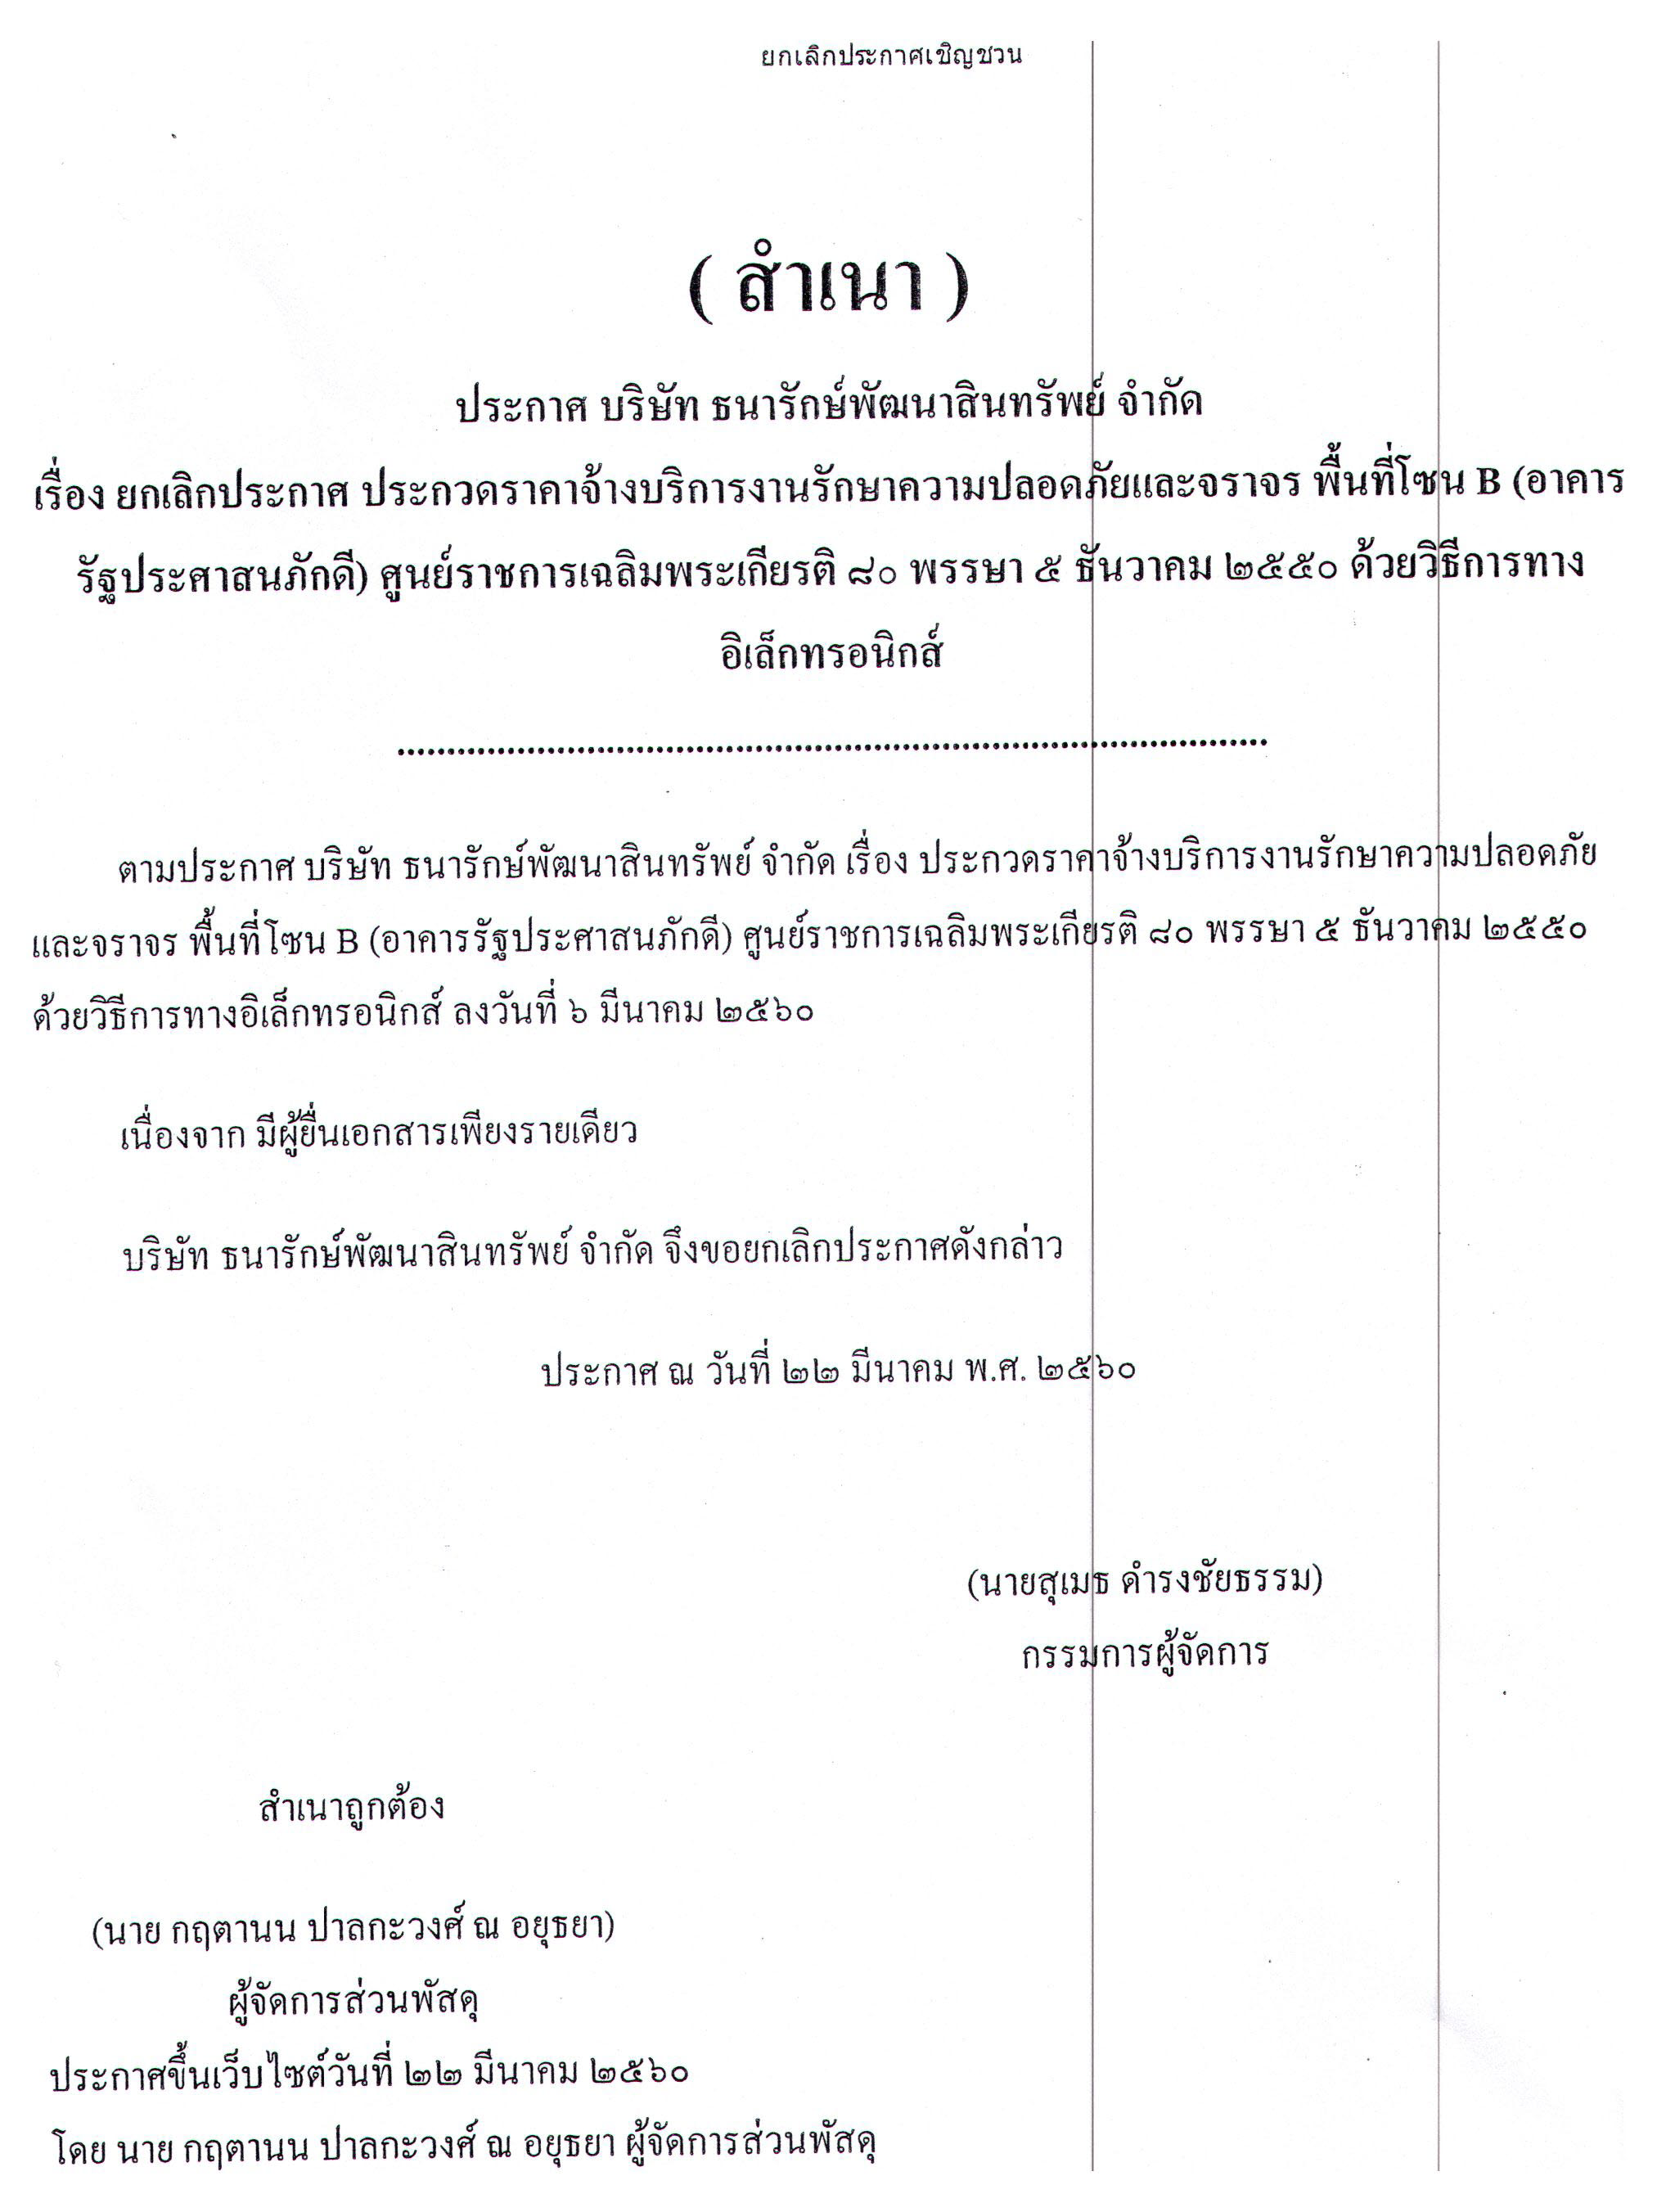 ยกเลิกประกาศเชิญชวน
( สำเนา )
ประกาศ บริษัท ธนารักษ์พัฒนาสินทรัพย์ จำกัด
เรื่อง ยกเลิกประกาศ ประกวดราคาจ้างบริการงานรักษาความปลอดภัยและจราจร พื้นที่โซน B (อาคาร
รัฐประศาสนภักดี) ศูนย์ราชการเฉลิมพระเกียรติ ๘๐ พรรษา ๕ ธันวาคม ๒๕๕๐ ด้วยวิธีการทาง
อิเล็กทรอนิกส์
....................................................................................
ตามประกาศ บริษัท ธนารักษ์พัฒนาสินทรัพย์ จำกัด เรื่อง ประกวดราคาจ้างบริการงานรักษาความปลอดภัย
และจราจร พื้นที่โซน B (อาคารรัฐประศาสนภักดี) ศูนย์ราชการเฉลิมพระเกียรติ ๘๐ พรรษา ๕ ธันวาคม ๒๕๕๐
ด้วยวิธีการทางอิเล็กทรอนิกส์ ลงวันที่ ๖ มีนาคม ๒๕๖๐
เนื่องจาก มีผู้ยื่นเอกสารเพียงรายเดียว
บริษัท ธนารักษ์พัฒนาสินทรัพย์ จำกัด จึงขอยกเลิกประกาศดังกล่าว
ประกาศ ณ วันที่ ๒๒ มีนาคม พ.ศ. ๒๕๖๐
(นายสุเมธ ดำรงชัยธรรม)
กรรมการผู้จัดการ
สำเนาถูกต้อง
(นาย กฤตานน ปาลกะวงศ์ ณ อยุธยา)
ผู้จัดการส่วนพัสดุ
ประกาศขึ้นเว็บไซต์วันที่ ๒๒ มีนาคม ๒๕๖๐
โดย นาย กฤตานน ปาลกะวงศ์ ณ อยุธยา ผู้จัดการส่วนพัสดุ